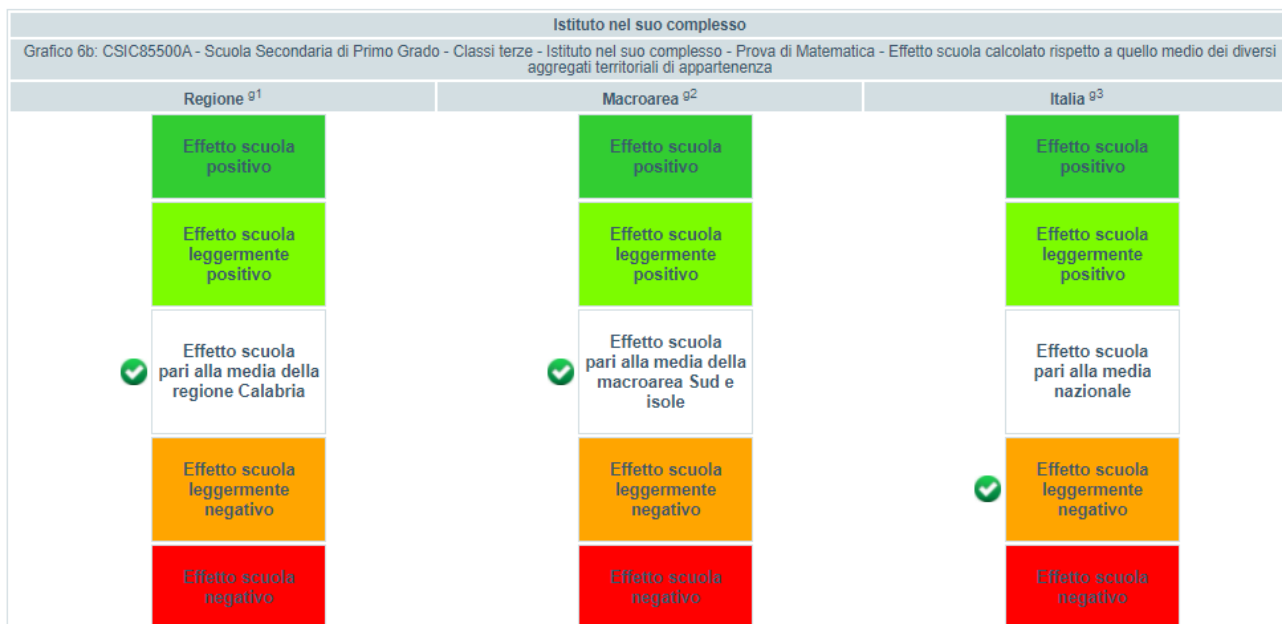 Istituto nel suo complesso
Grafico 6b: CSIC85500A - Scuola Secondaria di Primo Grado - Classi terze - Istituto nel suo complesso - Prova di Matematica - Effetto scuola calcolato rispetto a quello medio dei diversi
aggregati territoriali di appartenenza
Regione g1
Macroarea g2
Italia g3
Effetto scuola
positivo
Effetto scuola
positivo
Effetto scuola
positivo
Effetto scuola
leggermente
positivo
Effetto scuola
leggermente
positivo
Effetto scuola
leggermente
positivo
Effetto scuola
pari alla media della
regione Calabria
Effetto scuola
pari alla media della
macroarea Sud e
isole
Effetto scuola
pari alla media
nazionale
Effetto scuola
leggermente
negativo
Effetto scuola
leggermente
negativo
Effetto scuola
leggermente
negativo
Effetto scuola
negativo
Effetto scuola
negativo
Effetto scuola
negativo